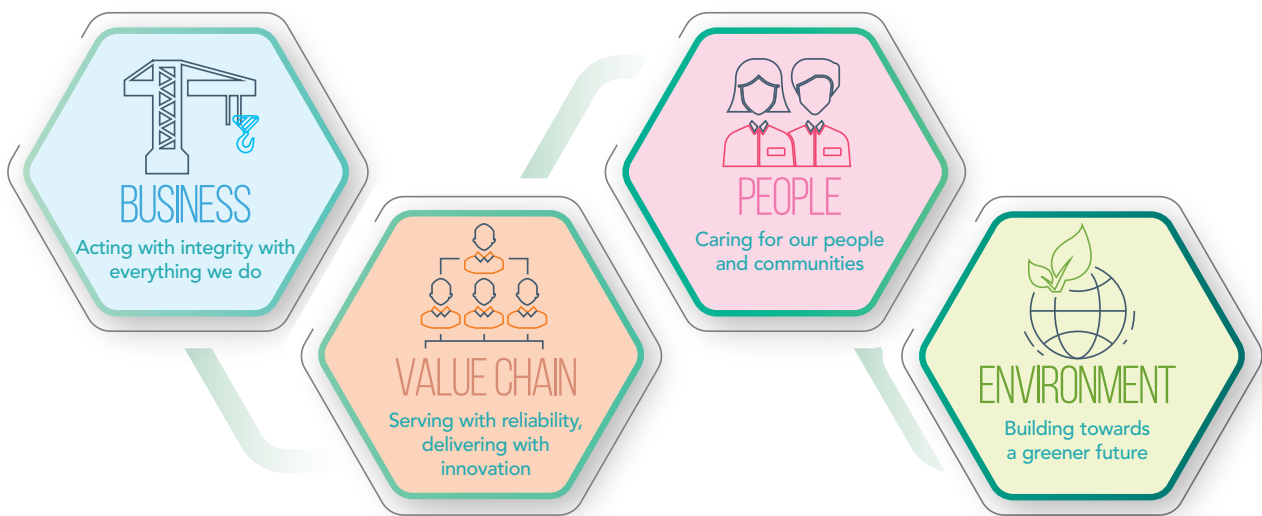 BUSINESS
Acting with integrity with
everything we do
VALUE CHAIN
Serving with reliability,
delivering with
innovation
PEOPLE
Caring for our people
and communities
ENVIRONMENT
Building towards
a greener future